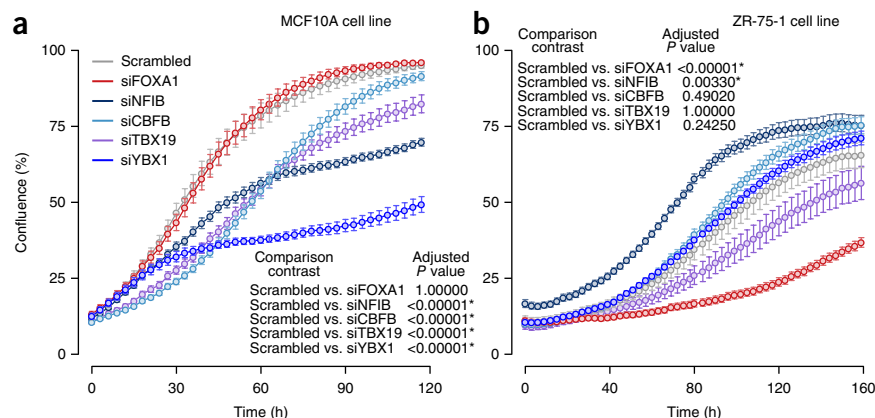 a
MCF10A cell line
Scrambled
siFOXA1
siNFIB
siCBFB
siTBX19
siYBX1
Confluence (%)
100
75
50
25
0
Comparison contrast Adjusted P value
Scrambled vs. siFOXA1 1.00000
Scrambled vs. siNFIB <0.00001*
Scrambled vs. siCBFB <0.00001*
Scrambled vs. siTBX19 <0.00001*
Scrambled vs. siYBX1 <0.00001*
0 30 60 90 120
Time (h)
b
ZR-75-1 cell line
Comparison contrast Adjusted P value
Scrambled vs. siFOXA1 <0.00001*
Scrambled vs. siNFIB 0.00330*
Scrambled vs. siCBFB 0.49020
Scrambled vs. siTBX19 1.00000
Scrambled vs. siYBX1 0.24250
100
75
50
25
0
0 40 80 120 160
Time (h)